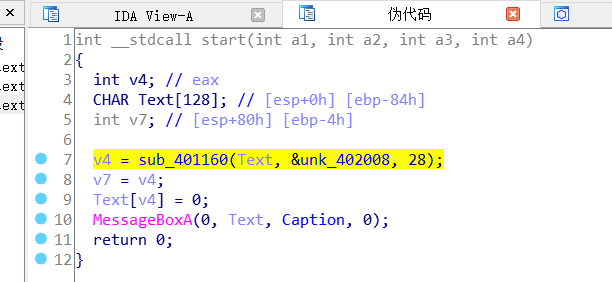 IDA View-A
伪代码
段
.ext
.ext
.ext
1 int __stdcall start(int a1, int a2, int a3, int a4)
2 {
3 int v4; // eax
4 CHAR Text[128]; // [esp+0h] [ebp-84h]
5 int v7; // [esp+80h] [ebp-4h]
6
7 v4 = sub_401160(Text, &unk_402008, 28);
8 v7 = v4;
9 Text[v4] = 0;
10 MessageBoxA(0, Text, Caption, 0);
11 return 0;
12 }